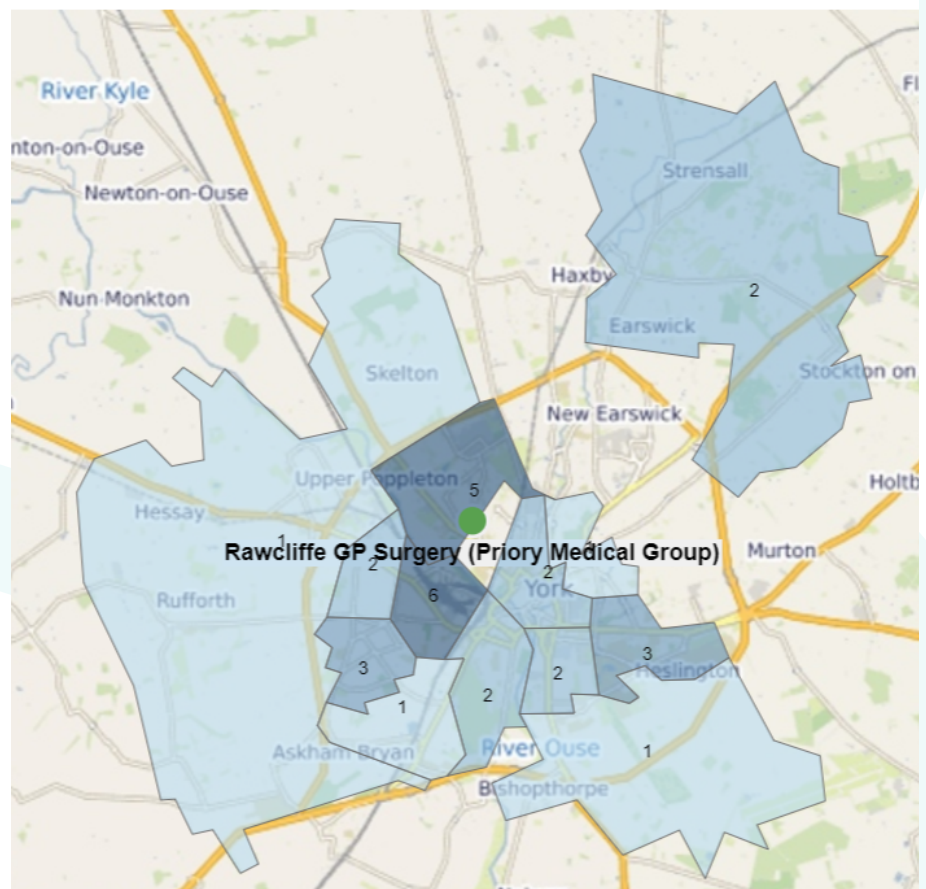 Fl
River Kyle
nton-on-Ouse
Strensall
Newton-on-Ouse
Haxby
2
Nun Monkton
Earswick
Skelton
Stockton on
New Earswick
Upper Poppleton
5
Holtb
Hessay
1
Rawcliffe GP Surgery (Priory Medical Group)
Murton
2
2
York
6
Rufforth
3
3
Heslington
2
2
1
Askham Bryan
River Ouse
1
Bishopthorpe